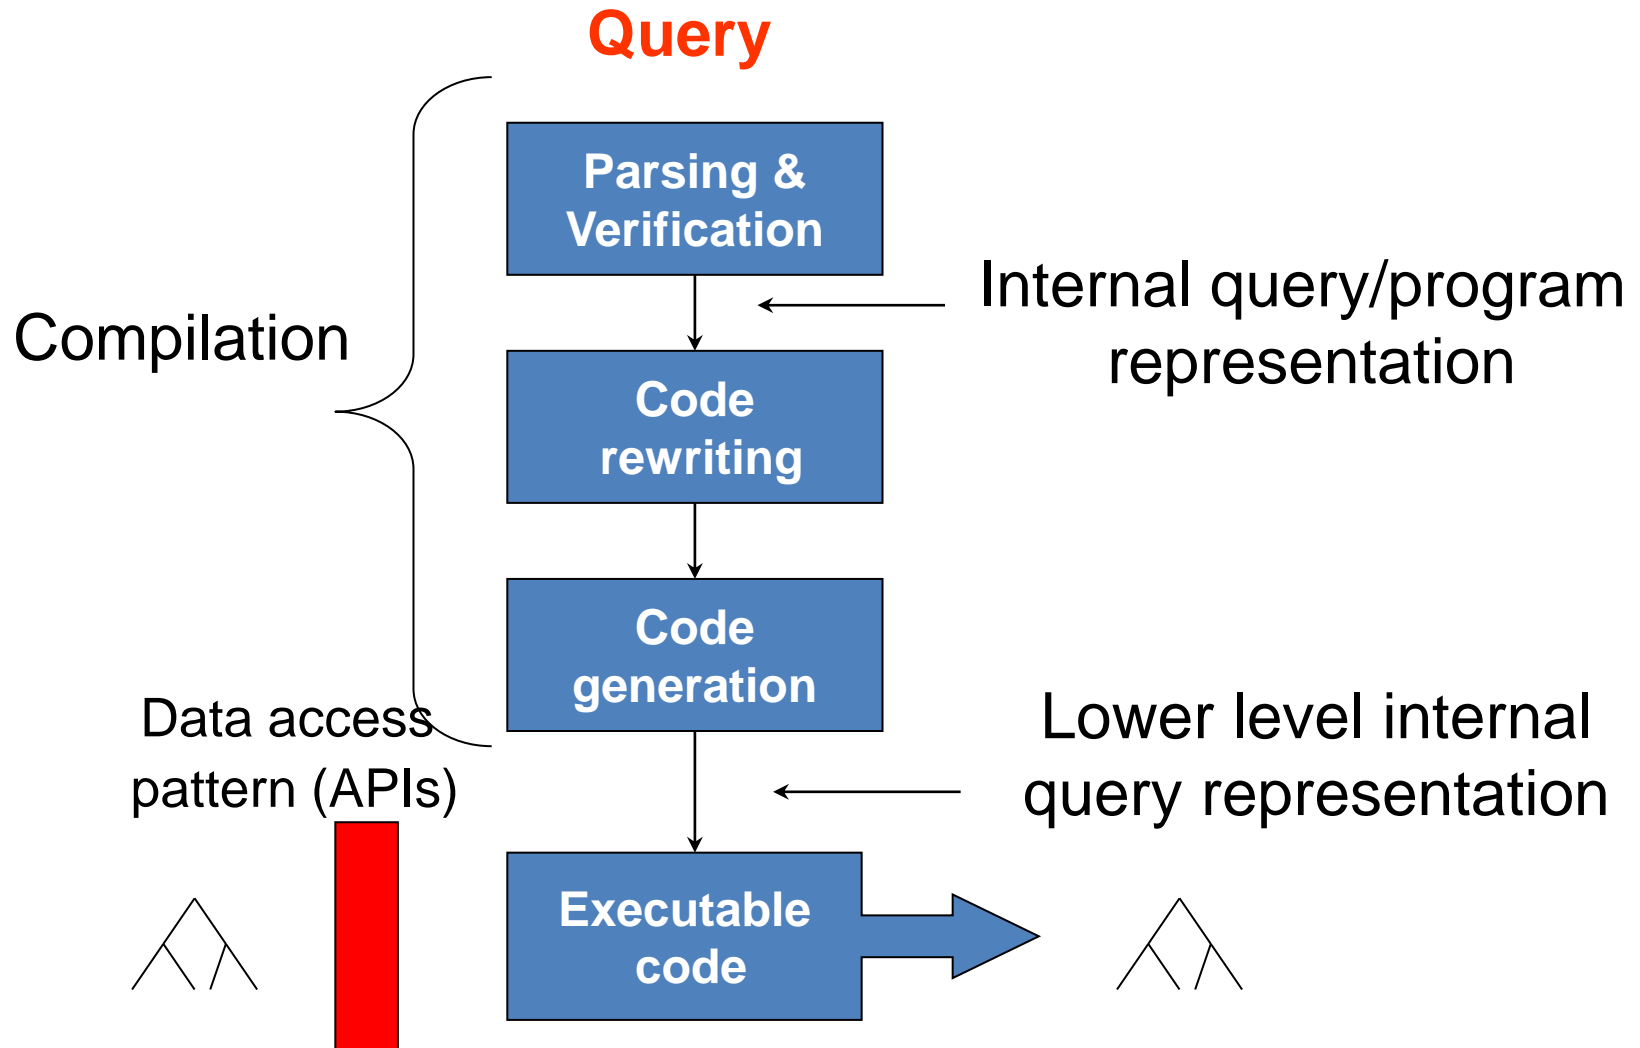 Query
Parsing &
Verification
Internal query/program
representation
Compilation
Code
rewriting
Code
generation
Data access
pattern (APIs)
Lower level internal
query representation
Executable
code